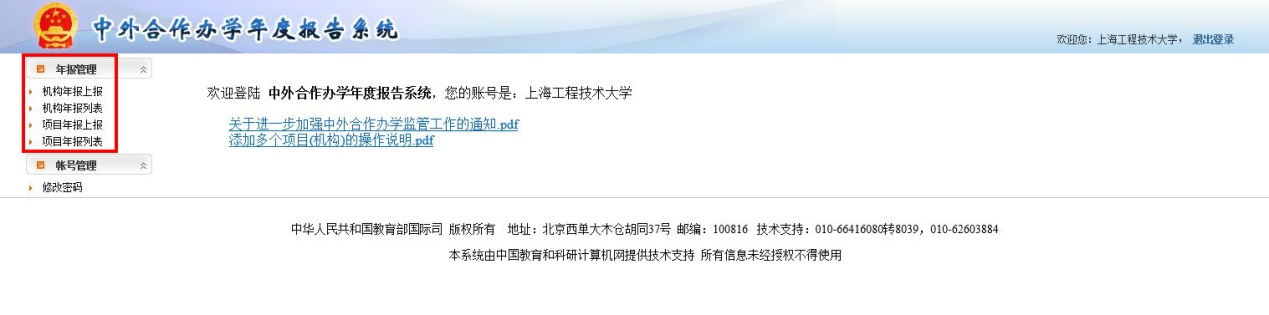 中外合作办学年度报告系统
欢迎您：上海工程技术大学， 退出登录
年报管理
机构年报上报
机构年报列表
项目年报上报
项目年报列表
帐号管理
修改密码
欢迎登陆 中外合作办学年度报告系统，您的账号是：上海工程技术大学
关于进一步加强中外合作办学监管工作的通知.pdf
添加多个项目(机构)的操作说明.pdf
中华人民共和国教育部国际司 版权所有 地址：北京西单大木仓胡同37号 邮编：100816 技术支持：010-66416080转8039，010-62603884
本系统由中国教育和科研计算机网提供技术支持 所有信息未经授权不得使用